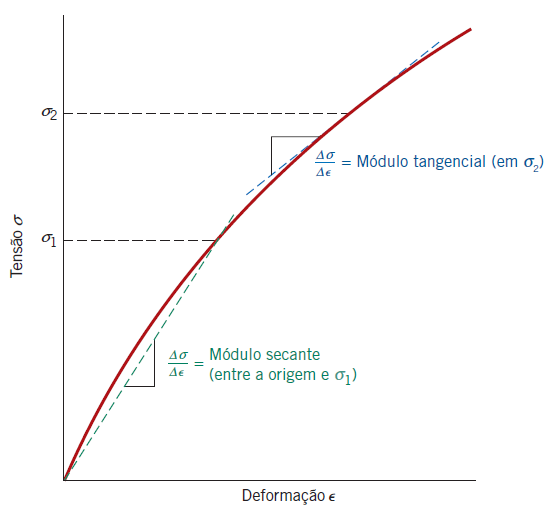 σ2
Δσ
Δϵ = Módulo tangencial (em σ2)
σ1
Tensão σ
Δσ
Δϵ = Módulo secante
(entre a origem e σ1)
Deformação ϵ